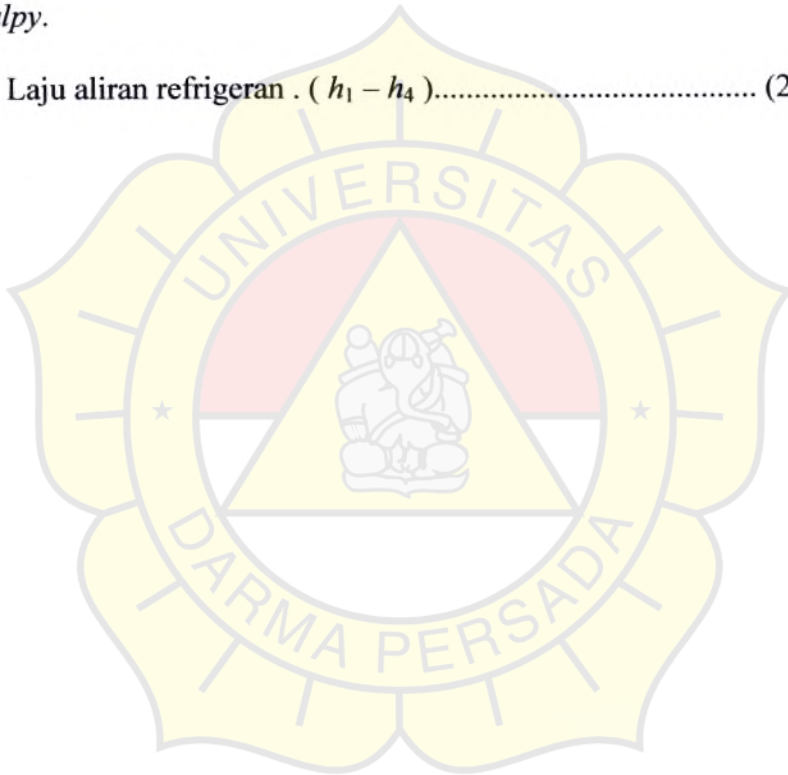 lpy.
Laju aliran refrigeran . ( h₁ – h₄ )...................................... (2
UNIVERSITAS
DARMA PERSADA